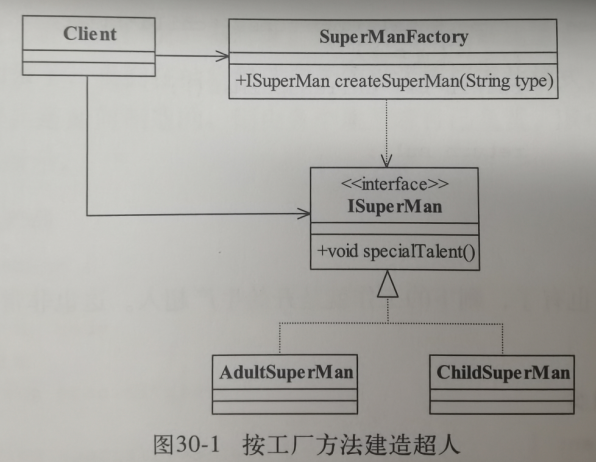 Client
SuperManFactory
+ISuperMan createSuperMan(String type)
<<interface>>
ISuperMan
+void specialTalent()
AdultSuperMan
ChildSuperMan
图30-1 按工厂方法建造超人